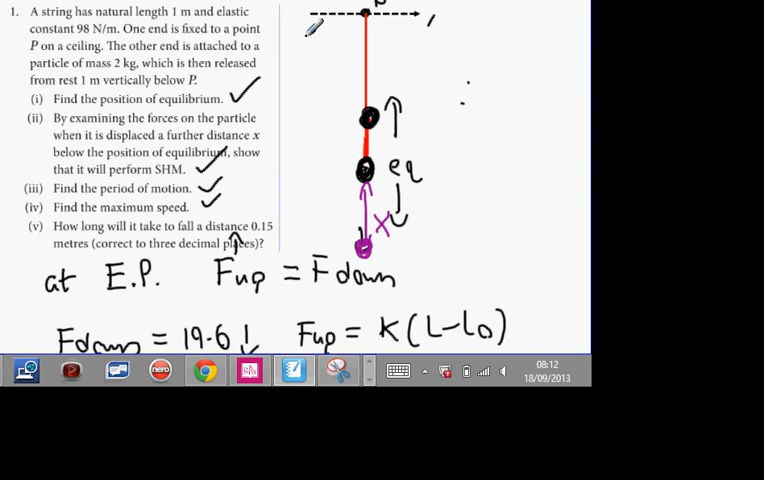 1. A string has natural length 1 m and elastic
constant 98 N/m. One end is fixed to a point
P on a ceiling. The other end is attached to a
particle of mass 2 kg, which is then released
from rest 1 m vertically below P.
(i) Find the position of equilibrium.
(ii) By examining the forces on the particle
when it is displaced a further distance x
below the position of equilibrium, show
that it will perform SHM.
(iii) Find the period of motion.
(iv) Find the maximum speed.
(v) How long will it take to fall a distance 0.15
metres (correct to three decimal places)?
eq
x
at E.P. Fup = Fdown
Fdown = 19.6↓ Fup = K(L-l0)
nero
08:12
18/09/2013